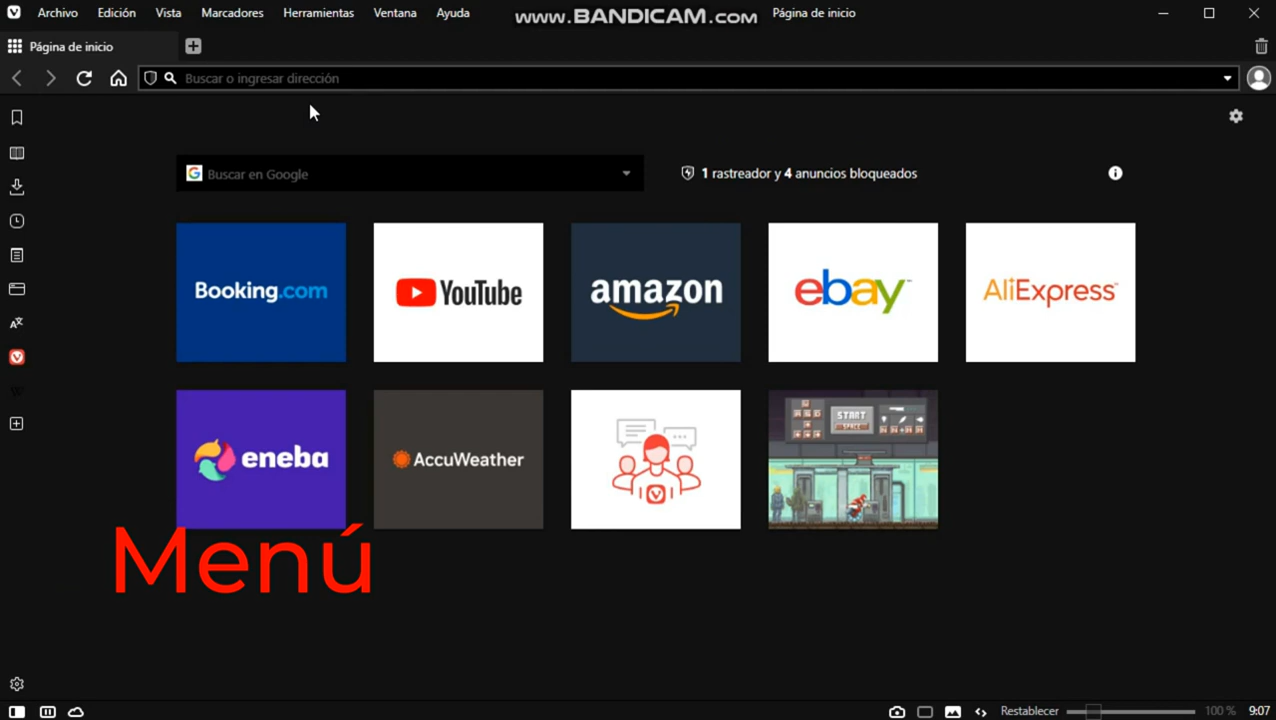 Archivo Edición Vista Marcadores Herramientas Ventana Ayuda www.BANDICAM.com Página de inicio
Página de inicio
Buscar o ingresar dirección
Buscar en Google 1 rastreador y 4 anuncios bloqueados
Booking.com YouTube amazon ebay AliExpress
eneba AccuWeather START
SPACE
Menú
Restablecer 100 % 9:07